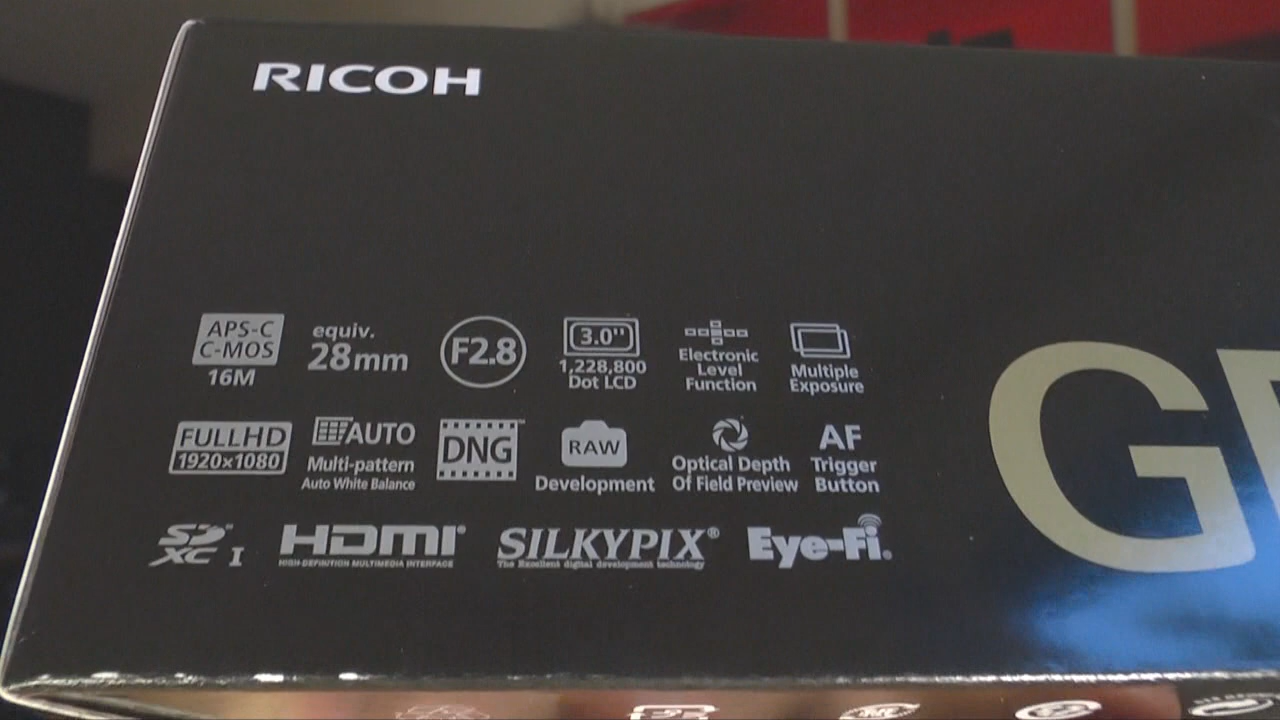 RICOH
APS-C
C-MOS
16M
equiv.
28mm
F2.8
3.0''
1,228,800
Dot LCD
Electronic
Level
Function
Multiple
Exposure
FULLHD
1920×1080
AUTO
Multi-pattern
Auto White Balance
DNG
RAW
Development
Optical Depth
Of Field Preview
AF
Trigger
Button
SD
XC I
HDMI
HIGH-DEFINITION MULTIMEDIA INTERFACE
SILKYPIX®
The Excellent digital development technology
Eye-Fi
G